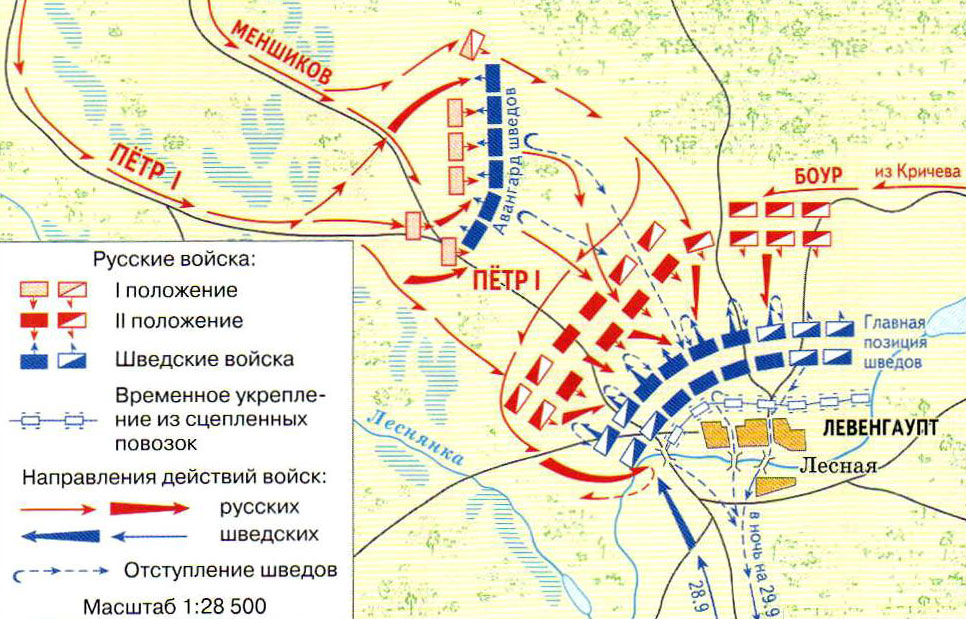 МЕНШИКОВ
ПЁТР I
Авангард шведов
ПЁТР I
БОУР
из Кричева
Главная
позиция
шведов
ЛЕВЕНГАУПТ
Лесная
Леснянка
28.9
в ночь на 29.9
Русские войска:
I положение
II положение
Шведские войска
Временное укрепле-
ние из сцепленных
повозок
Направления действий войск:
русских
шведских
Отступление шведов
Масштаб 1:28 500